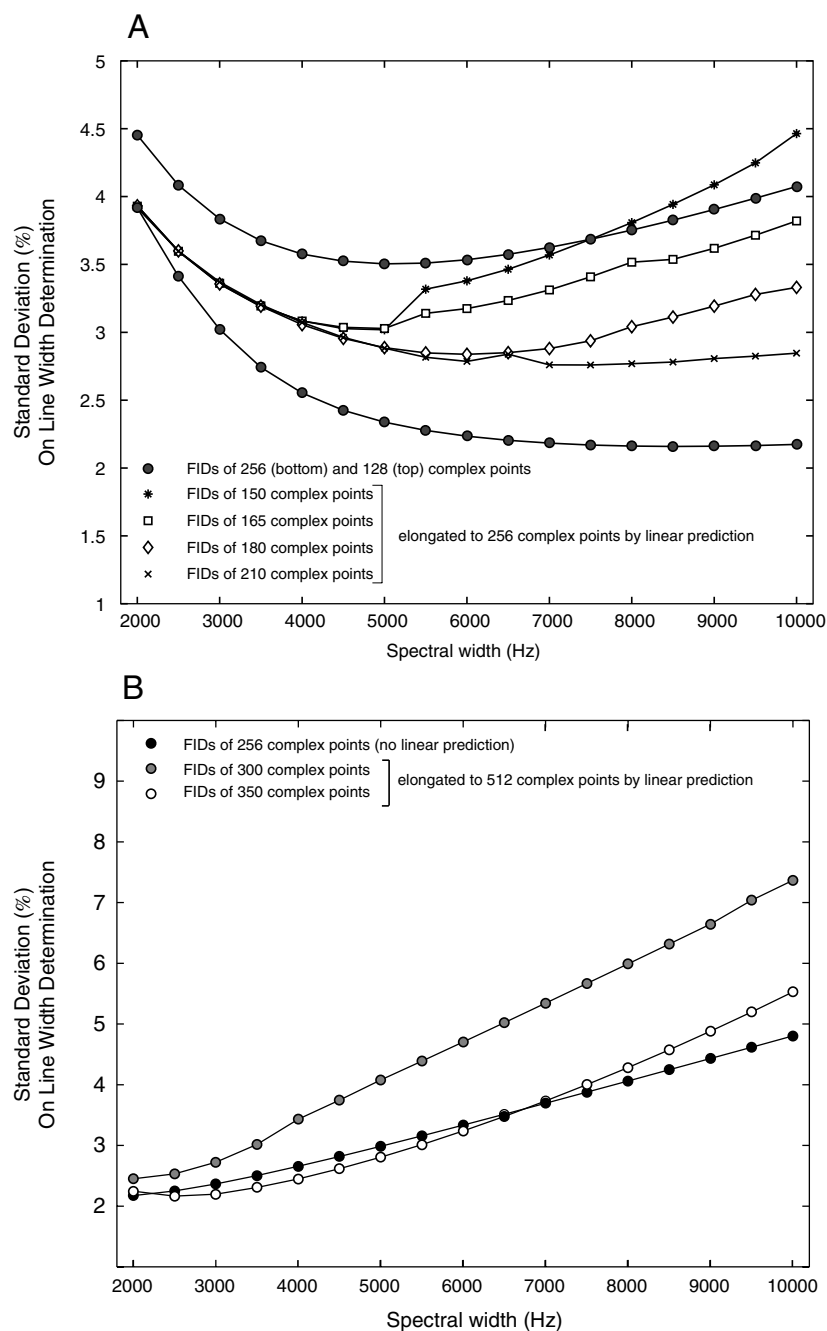 A
5
4.5
4
3.5
3
2.5
2
1.5
1
Standard Deviation (%)
On Line Width Determination
FIDs of 256 (bottom) and 128 (top) complex points
FIDs of 150 complex points
FIDs of 165 complex points
elongated to 256 complex points by linear prediction
FIDs of 180 complex points
FIDs of 210 complex points
2000 3000 4000 5000 6000 7000 8000 9000 10000
Spectral width (Hz)
B
FIDs of 256 complex points (no linear prediction)
FIDs of 300 complex points
elongated to 512 complex points by linear prediction
FIDs of 350 complex points
9
8
7
6
5
4
3
2
Standard Deviation (%)
On Line Width Determination
2000 3000 4000 5000 6000 7000 8000 9000 10000
Spectral width (Hz)